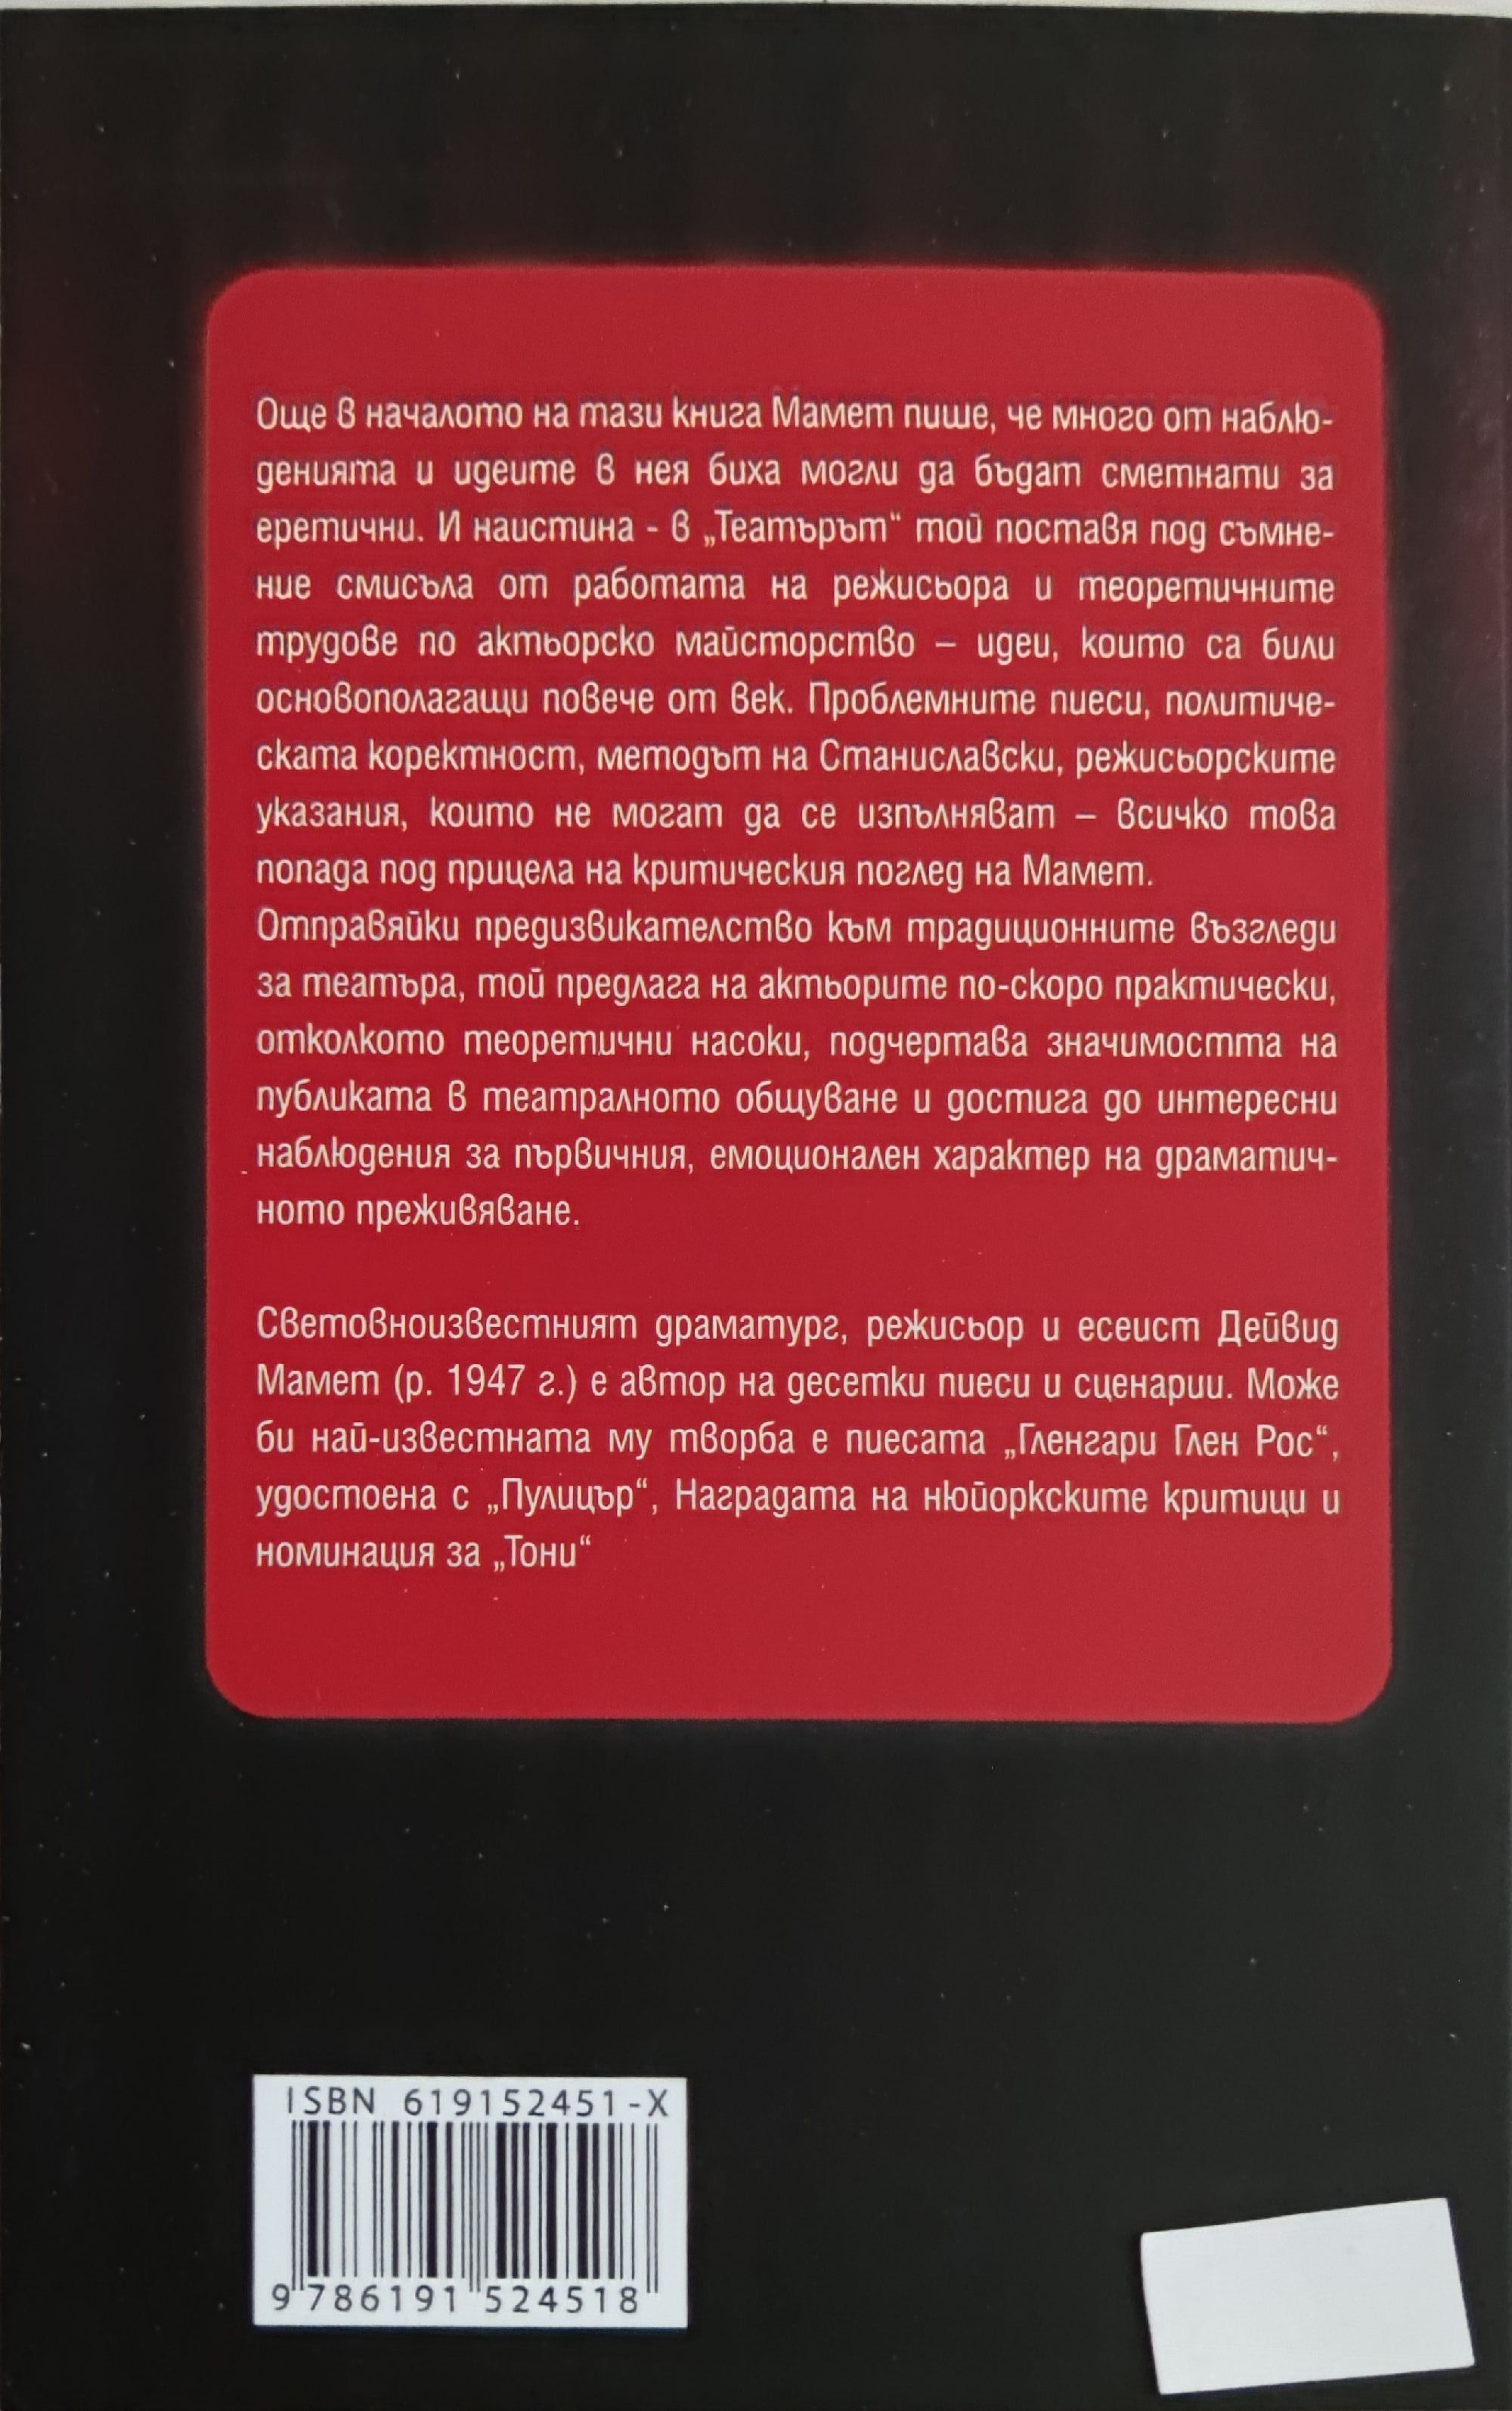 Още в началото на тази книга Мамет пише, че много от наблю-
денията и идеите в нея биха могли да бъдат сметнати за
еретични. И наистина - в „Театърът“ той поставя под съмне-
ние смисъла от работата на режисьора и теоретичните
трудове по актьорско майсторство – идеи, които са били
основополагащи повече от век. Проблемните пиеси, политиче-
ската коректност, методът на Станиславски, режисьорските
указания, които не могат да се изпълняват – всичко това
попада под прицела на критическия поглед на Мамет.
Отправяйки предизвикателство към традиционните възгледи
за театъра, той предлага на актьорите по-скоро практически,
отколкото теоретични насоки, подчертава значимостта на
публиката в театралното общуване и достига до интересни
наблюдения за първичния, емоционален характер на драматич-
ното преживяване.
Световноизвестният драматург, режисьор и есеист Дейвид
Мамет (р. 1947 г.) е автор на десетки пиеси и сценарии. Може
би най-известната му творба е пиесата „Гленгари Глен Рос“,
удостоена с „Пулицър“, Наградата на нюйоркските критици и
номинация за „Тони“
ISBN 619152451-X
9 786191 524518